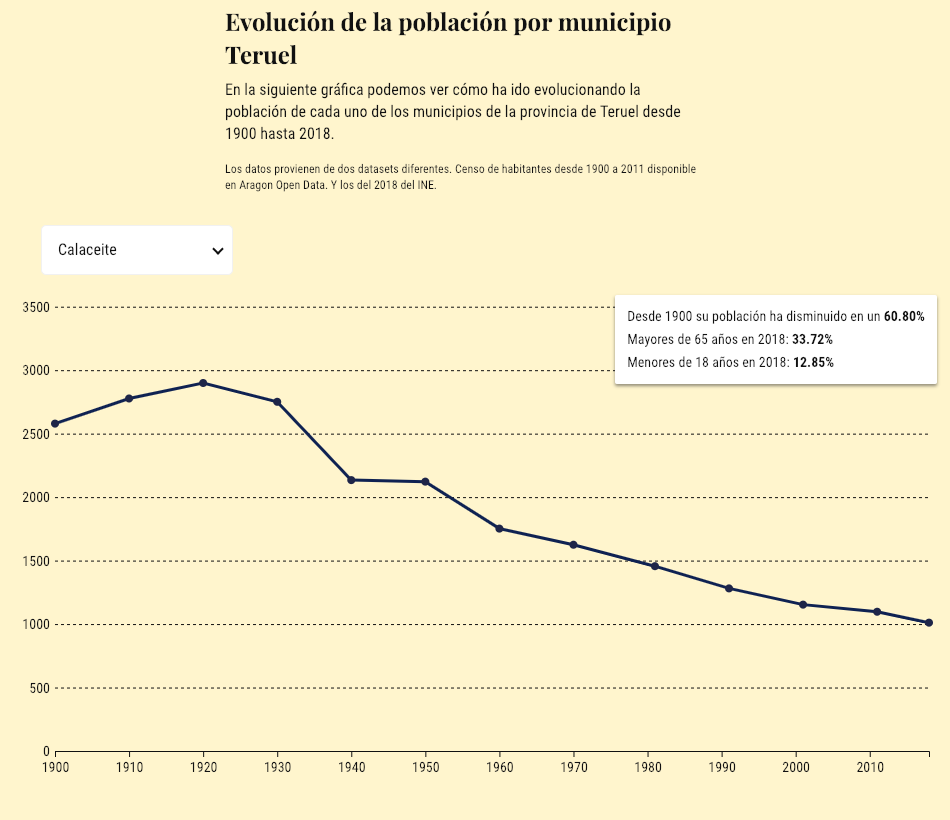 Evolución de la población por municipio
Teruel
En la siguiente gráfica podemos ver cómo ha ido evolucionando la
población de cada uno de los municipios de la provincia de Teruel desde
1900 hasta 2018.
Los datos provienen de dos datasets diferentes. Censo de habitantes desde 1900 a 2011 disponible
en Aragon Open Data. Y los del 2018 del INE.
Calaceite
Desde 1900 su población ha disminuido en un 60.80%
Mayores de 65 años en 2018: 33.72%
Menores de 18 años en 2018: 12.85%
3500
3000
2500
2000
1500
1000
500
0
1900 1910 1920 1930 1940 1950 1960 1970 1980 1990 2000 2010